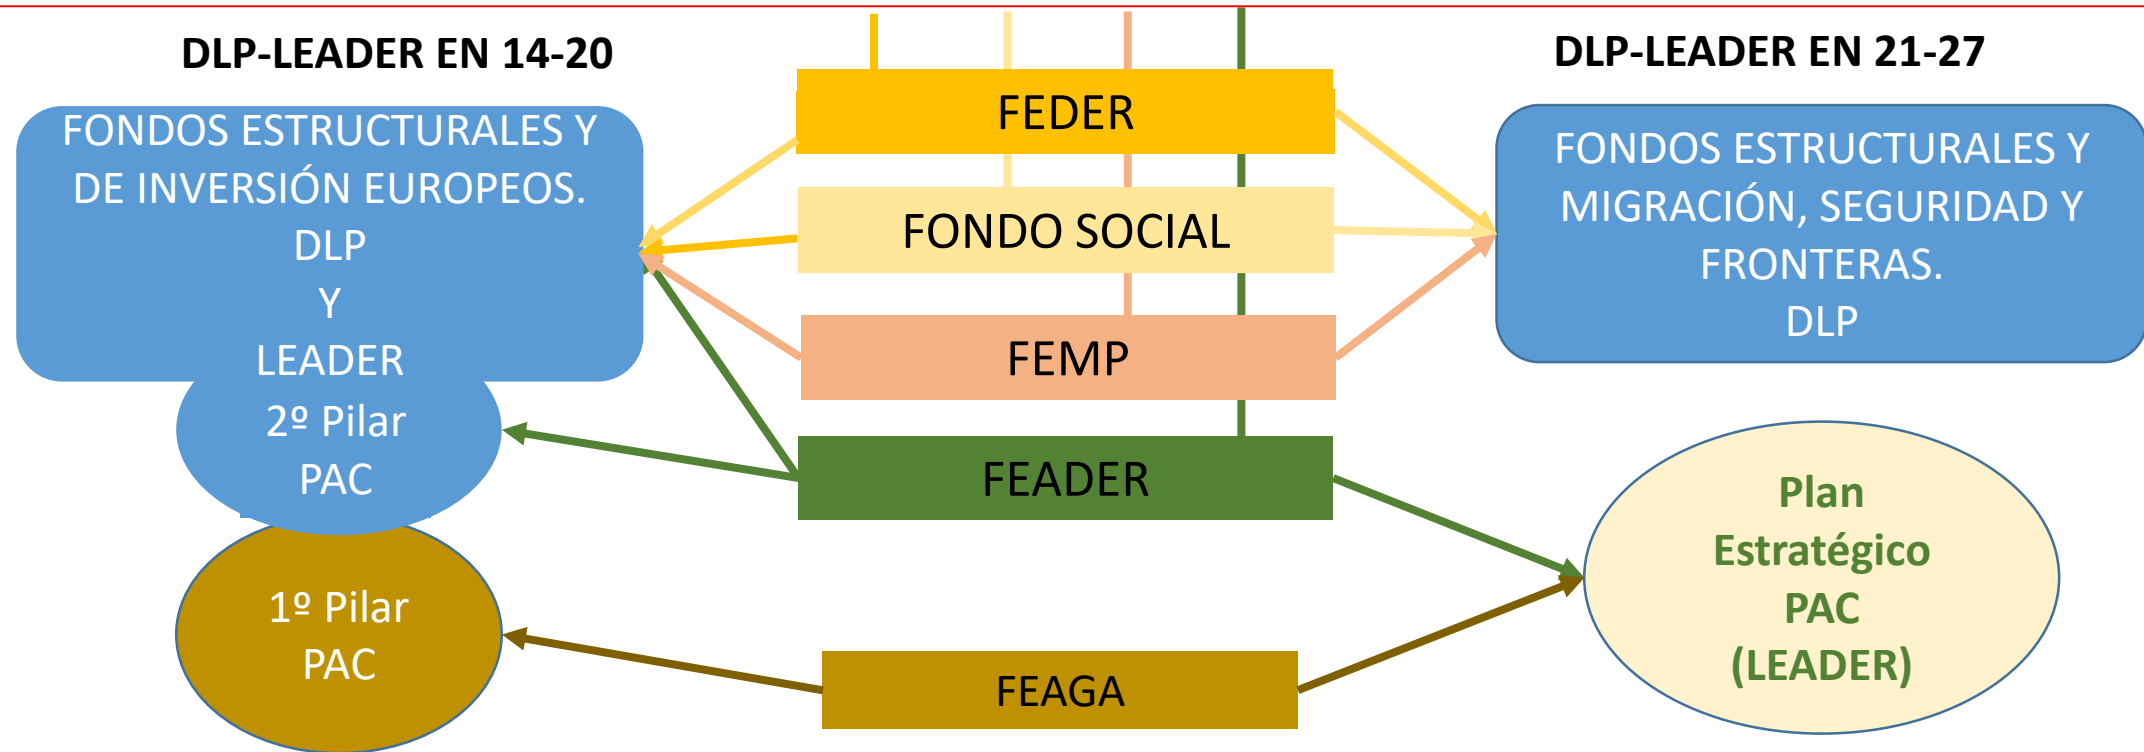 DLP-LEADER EN 14-20
FONDOS ESTRUCTURALES Y
DE INVERSIÓN EUROPEOS.
DLP
Y
LEADER
2º Pilar
PAC
1º Pilar
PAC
FEDER
FONDO SOCIAL
FEMP
FEADER
FEAGA
DLP-LEADER EN 21-27
FONDOS ESTRUCTURALES Y
MIGRACIÓN, SEGURIDAD Y
FRONTERAS.
DLP
Plan
Estratégico
PAC
(LEADER)